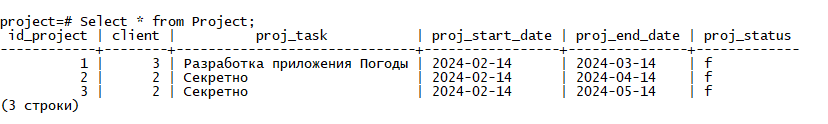 project=# Select * from Project;
 id_project | client |         proj_task          | proj_start_date | proj_end_date | proj_status
------------+--------+----------------------------+-----------------+---------------+-------------
          1 |      3 | Разработка приложения Погоды | 2024-02-14      | 2024-03-14    | f
          2 |      2 | Секретно                   | 2024-02-14      | 2024-04-14    | f
          3 |      2 | Секретно                   | 2024-02-14      | 2024-05-14    | f
(3 строки)